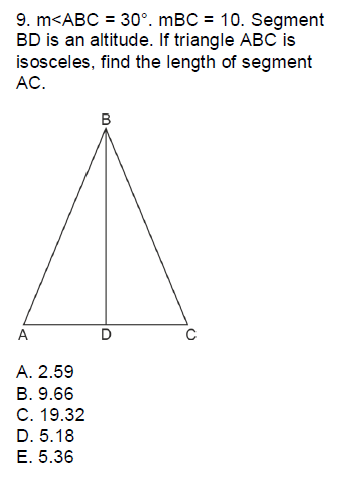 9. m<ABC = 30°. mBC = 10. Segment
BD is an altitude. If triangle ABC is
isosceles, find the length of segment
AC.
B
A D C
A. 2.59
B. 9.66
C. 19.32
D. 5.18
E. 5.36